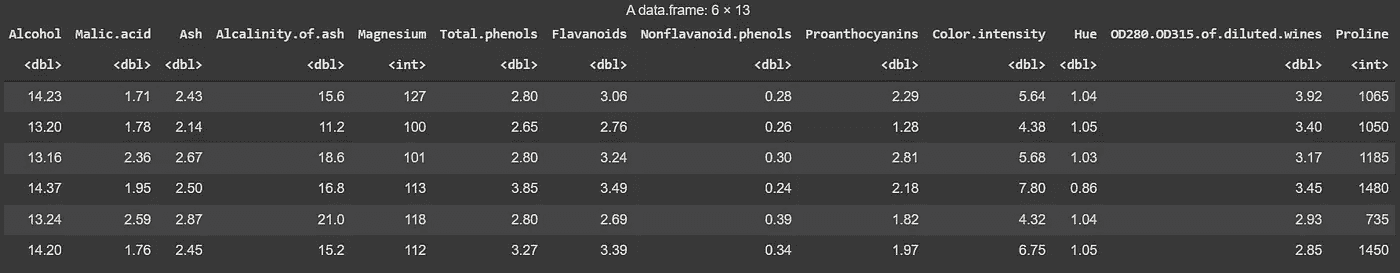 A data.frame: 6 × 13
Alcohol Malic.acid Ash Alcalinity.of.ash Magnesium Total.phenols Flavanoids Nonflavanoid.phenols Proanthocyanins Color.intensity Hue OD280.OD315.of.diluted.wines Proline
<dbl> <dbl> <dbl> <dbl> <int> <dbl> <dbl> <dbl> <dbl> <dbl> <dbl> <dbl> <int>
14.23 1.71 2.43 15.6 127 2.80 3.06 0.28 2.29 5.64 1.04 3.92 1065
13.20 1.78 2.14 11.2 100 2.65 2.76 0.26 1.28 4.38 1.05 3.40 1050
13.16 2.36 2.67 18.6 101 2.80 3.24 0.30 2.81 5.68 1.03 3.17 1185
14.37 1.95 2.50 16.8 113 3.85 3.49 0.24 2.18 7.80 0.86 3.45 1480
13.24 2.59 2.87 21.0 118 2.80 2.69 0.39 1.82 4.32 1.04 2.93 735
14.20 1.76 2.45 15.2 112 3.27 3.39 0.34 1.97 6.75 1.05 2.85 1450